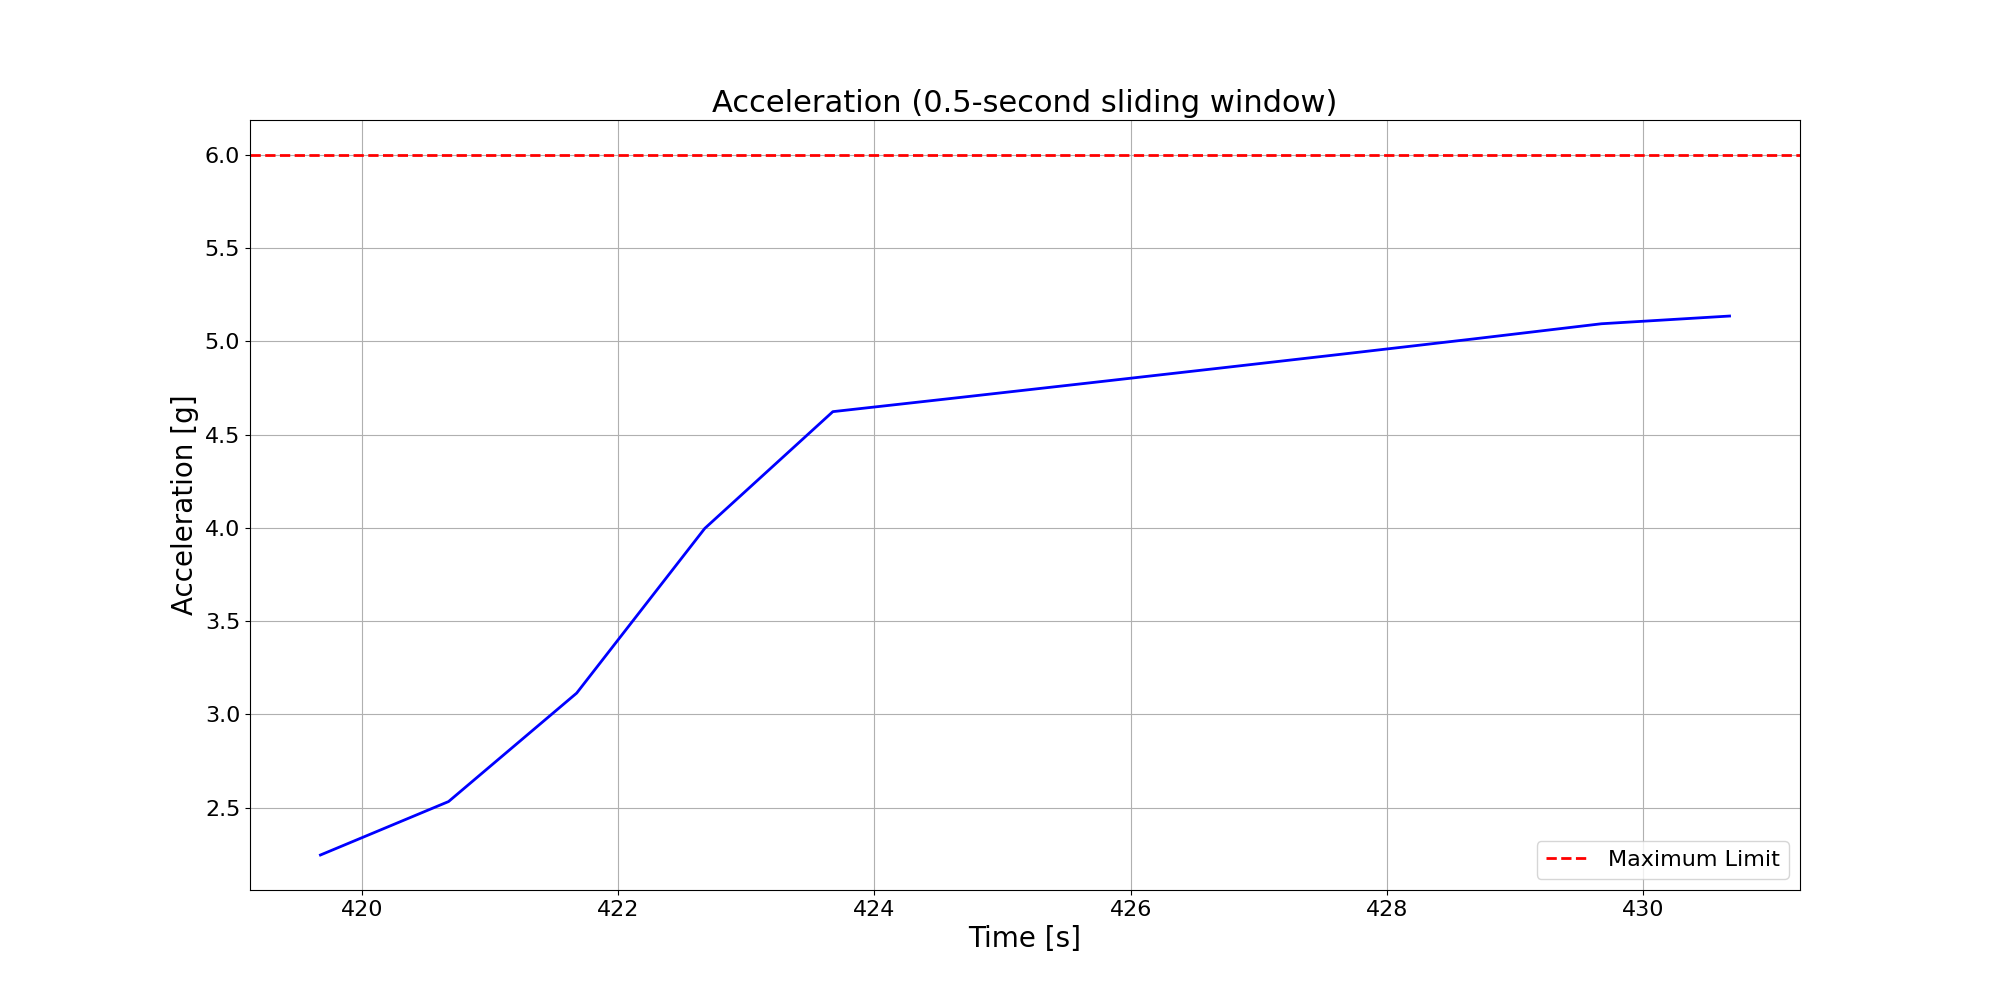 Acceleration (0.5-second sliding window)
Acceleration [g]
6.0
5.5
5.0
4.5
4.0
3.5
3.0
2.5
420 422 424 426 428 430
Time [s]
Maximum Limit